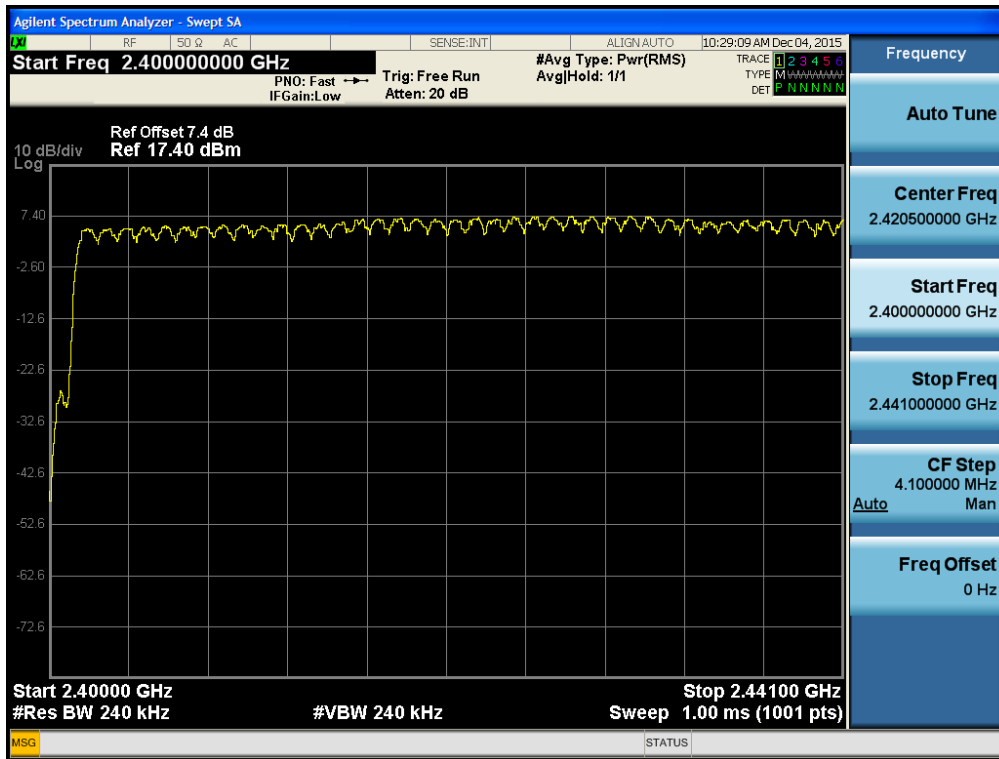 Agilent Spectrum Analyzer - Swept SA
LXI RF 50 Ω AC SENSE:INT ALIGN AUTO 10:29:09 AM Dec 04, 2015
Start Freq 2.400000000 GHz
PNO: Fast
IFGain:Low
Trig: Free Run
Atten: 20 dB
#Avg Type: Pwr(RMS)
Avg|Hold: 1/1
TRACE 1 2 3 4 5 6
TYPE M WWWWW
DET P N N N N N
Ref Offset 7.4 dB
10 dB/div Ref 17.40 dBm
Log
7.40
-2.60
-12.6
-22.6
-32.6
-42.6
-52.6
-62.6
-72.6
Start 2.40000 GHz Stop 2.44100 GHz
#Res BW 240 kHz #VBW 240 kHz Sweep 1.00 ms (1001 pts)
MSG STATUS
Frequency
Auto Tune
Center Freq
2.420500000 GHz
Start Freq
2.400000000 GHz
Stop Freq
2.441000000 GHz
CF Step
4.100000 MHz
Auto Man
Freq Offset
0 Hz